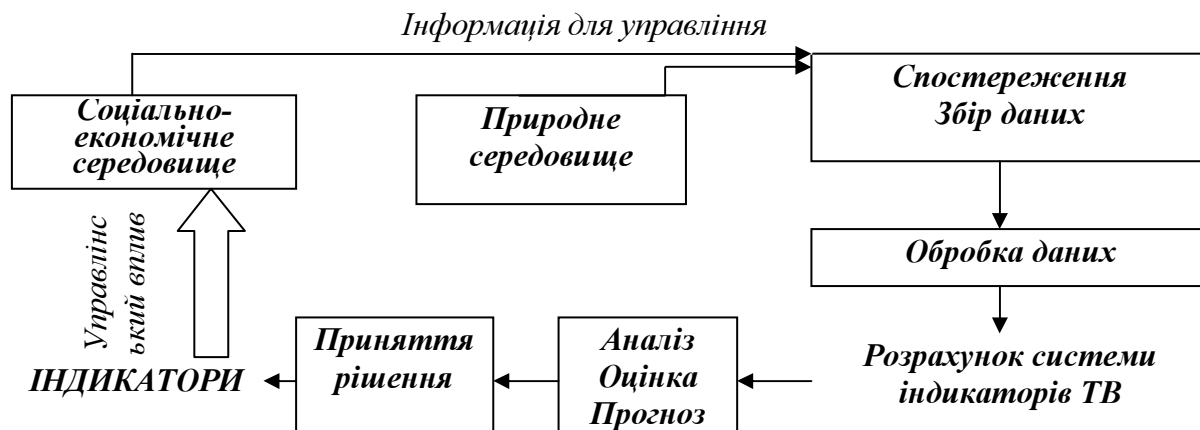 Інформація для управління
Соціально-
економічне
середовище
Природне
середовище
Спостереження
Збір даних
Обробка даних
Розрахунок системи
індикаторів ТВ
Аналіз
Оцінка
Прогноз
Приняття
рішення
ІНДИКАТОРИ
Управлінс
ький вплив